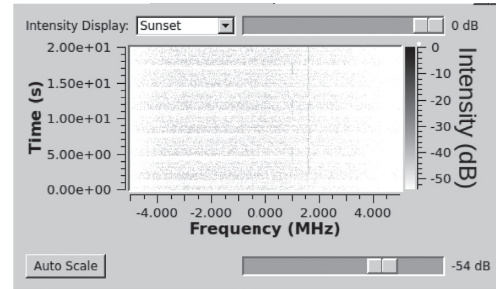 Intensity Display: Sunset 0 dB
2.00e+01
1.50e+01
1.00e+01
5.00e+00
0.00e+00
Time (s)
-4.000 -2.000 0.000 2.000 4.000
Frequency (MHz)
0
-10
-20
-30
-40
-50
Intensity (dB)
Auto Scale -54 dB